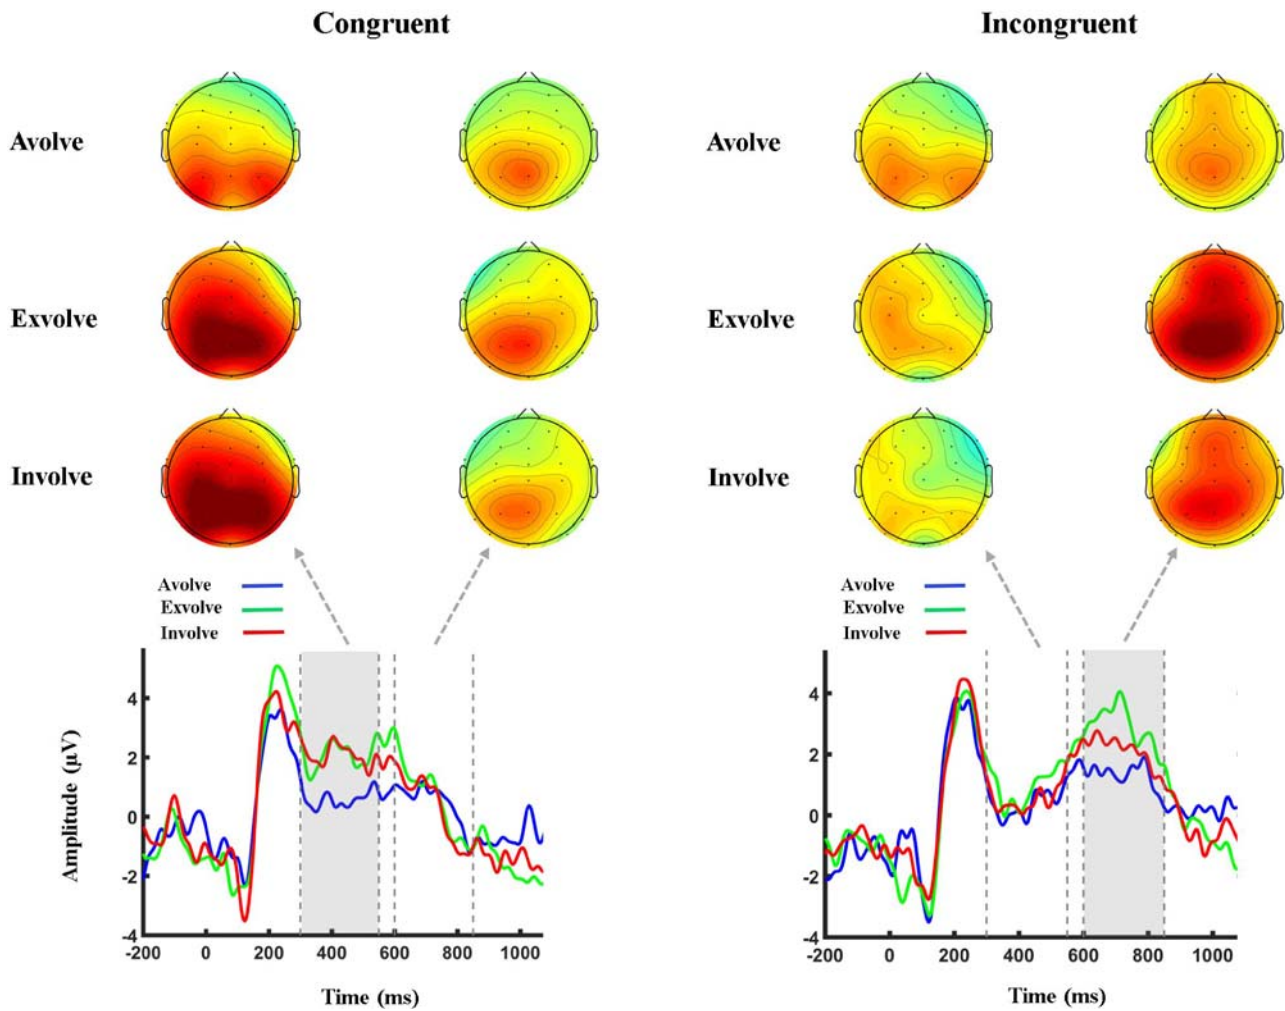 Congruent
Incongruent
Avolve
Avolve
Exvolve
Exvolve
Involve
Involve
Avolve
Exvolve
Involve
Avolve
Exvolve
Involve
Amplitude (μV)
4
2
0
-2
-4
-200 0 200 400 600 800 1000
Time (ms)
4
2
0
-2
-4
-200 0 200 400 600 800 1000
Time (ms)